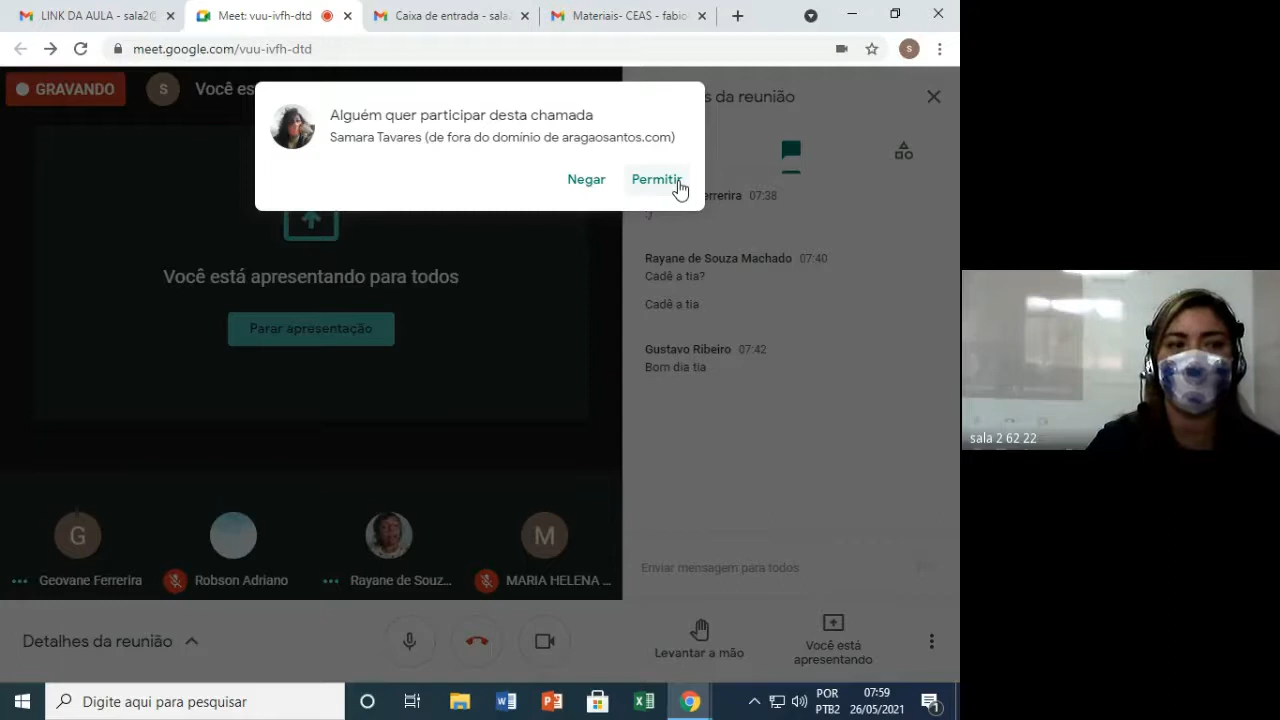 LINK DA AULA - sala2@
Meet: vuu-ivfh-dtd
Caixa de entrada - sala
Materiais- CEAS - fabio
meet.google.com/vuu-ivfh-dtd
S
GRAVANDO
S
Você es
s da reunião
Alguém quer participar desta chamada
Samara Tavares (de fora do domínio de aragaosantos.com)
Negar
Permitir
errerira 07:38
Você está apresentando para todos
Parar apresentação
Rayane de Souza Machado 07:40
Cadê a tia?
Cadê a tia
Gustavo Ribeiro 07:42
Bom dia tia
sala 2 62 22
G
M
Geovane Ferrerira
Robson Adriano
Rayane de Souz...
MARIA HELENA ...
Enviar mensagem para todos
Detalhes da reunião
Levantar a mão
Você está
apresentando
Digite aqui para pesquisar
POR
PTB2
07:59
26/05/2021
1